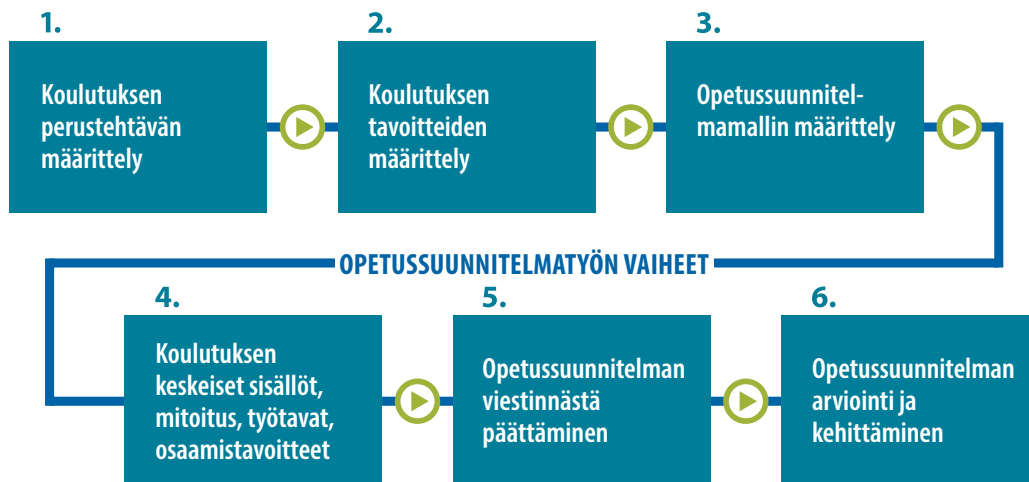 1.
Koulutuksen
perustehtävän
määrittely
2.
Koulutuksen
tavoitteiden
määrittely
3.
Opetussuunnitel-
mamallin määrittely
OPETUSSUUNNITELMATYÖN VAIHEET
4.
Koulutuksen
keskeiset sisällöt,
mitoitus, työtavat,
osaamistavoitteet
5.
Opetussuunnitelman
viestinnästä
päättäminen
6.
Opetussuunnitelman
arviointi ja
kehittäminen